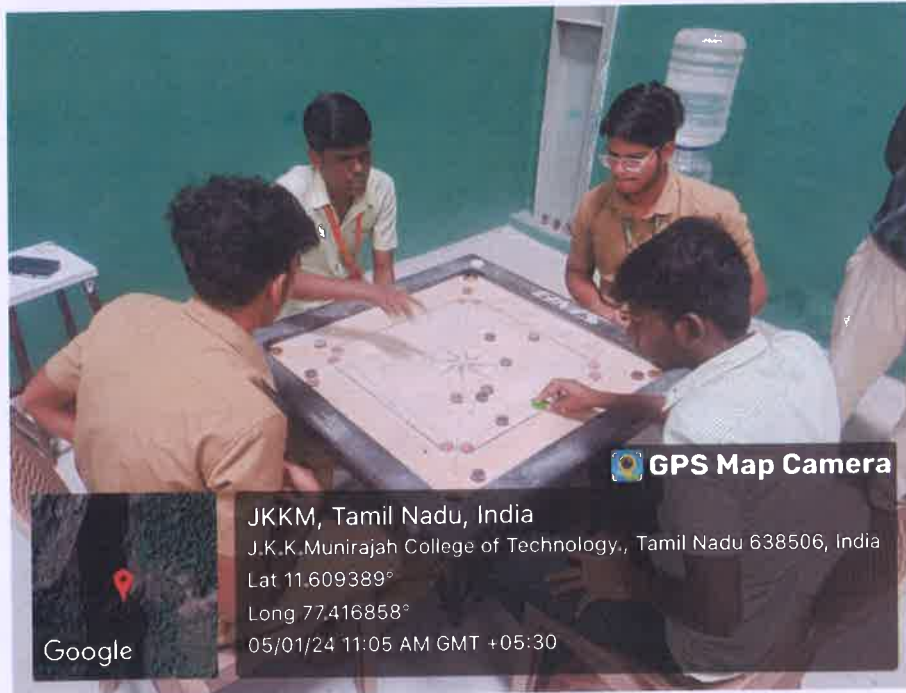 GPS Map Camera
JKKM, Tamil Nadu, India
J.K.K.Munirajah College of Technology., Tamil Nadu 638506, India
Lat 11.609389°
Long 77.416858°
05/01/24 11:05 AM GMT +05:30
Google